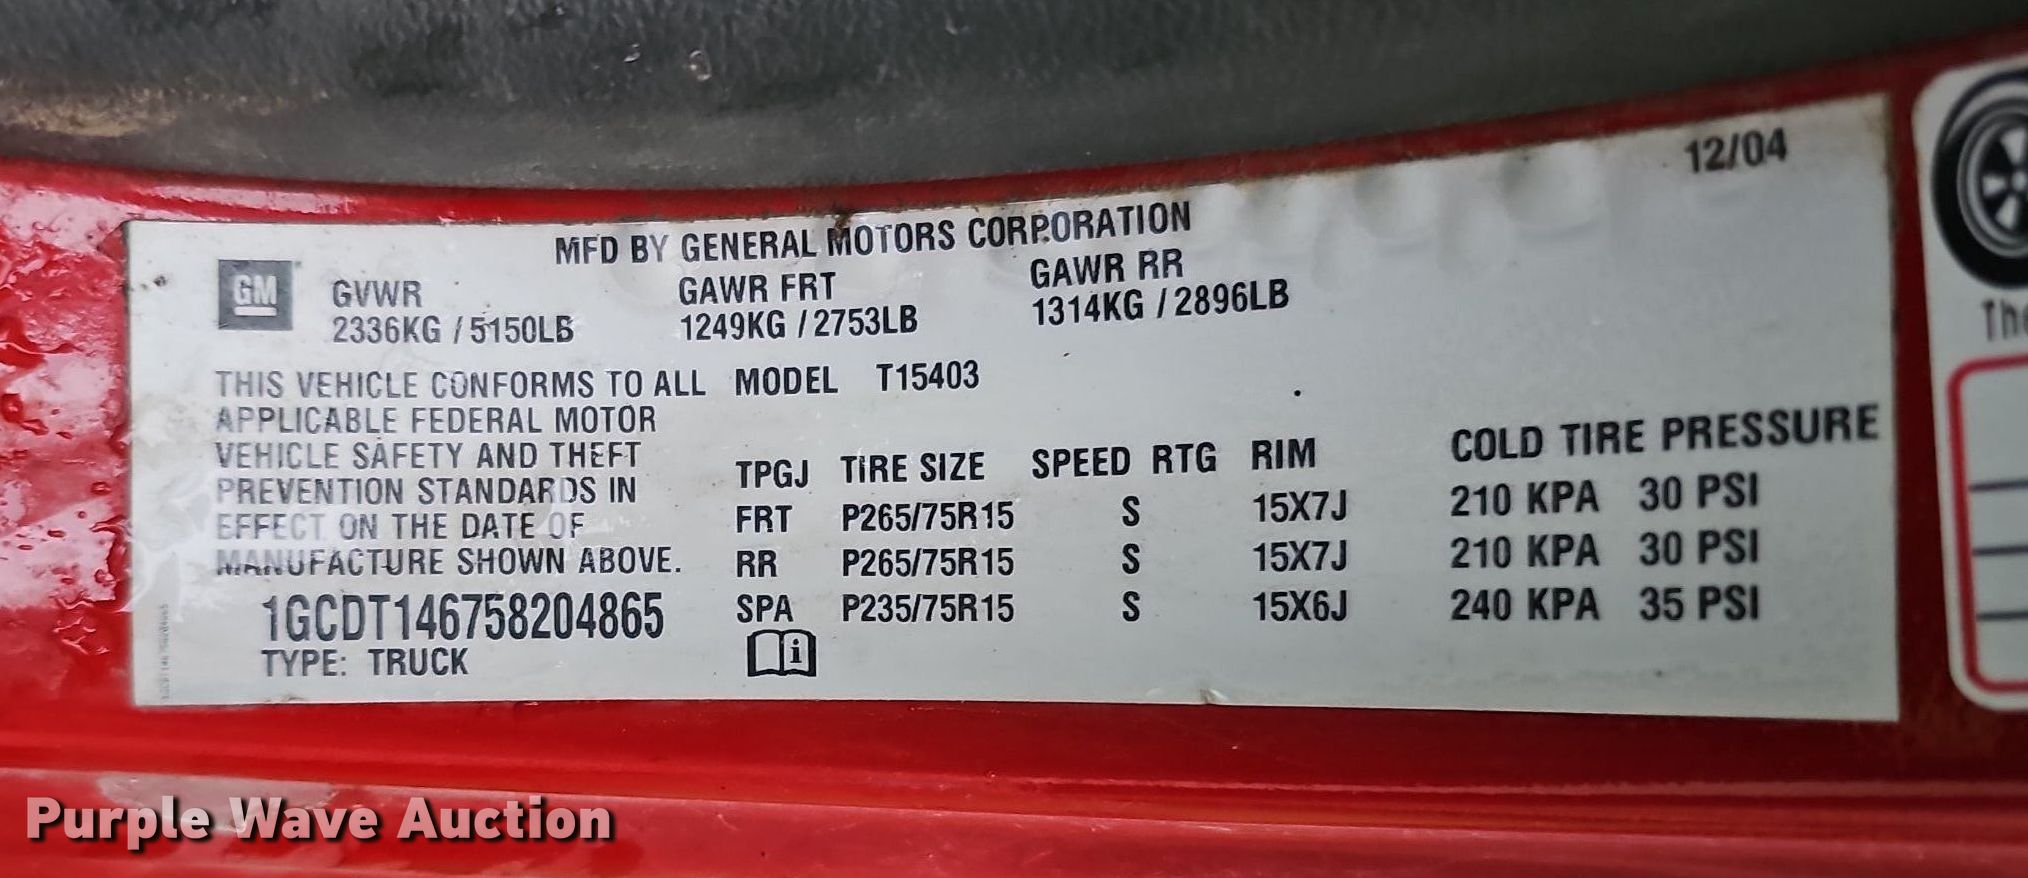 12/04
MFD BY GENERAL MOTORS CORPORATION
GM GVWR GAWR FRT GAWR RR
2336KG / 5150LB 1249KG / 2753LB 1314KG / 2896LB
THIS VEHICLE CONFORMS TO ALL MODEL T15403
APPLICABLE FEDERAL MOTOR
VEHICLE SAFETY AND THEFT
PREVENTION STANDARDS IN
EFFECT ON THE DATE OF
MANUFACTURE SHOWN ABOVE.
1GCDT146758204865
TYPE: TRUCK
TPGJ TIRE SIZE SPEED RTG RIM COLD TIRE PRESSURE
FRT P265/75R15 S 15X7J 210 KPA 30 PSI
RR P265/75R15 S 15X7J 210 KPA 30 PSI
SPA P235/75R15 S 15X6J 240 KPA 35 PSI
i
The
Purple Wave Auction